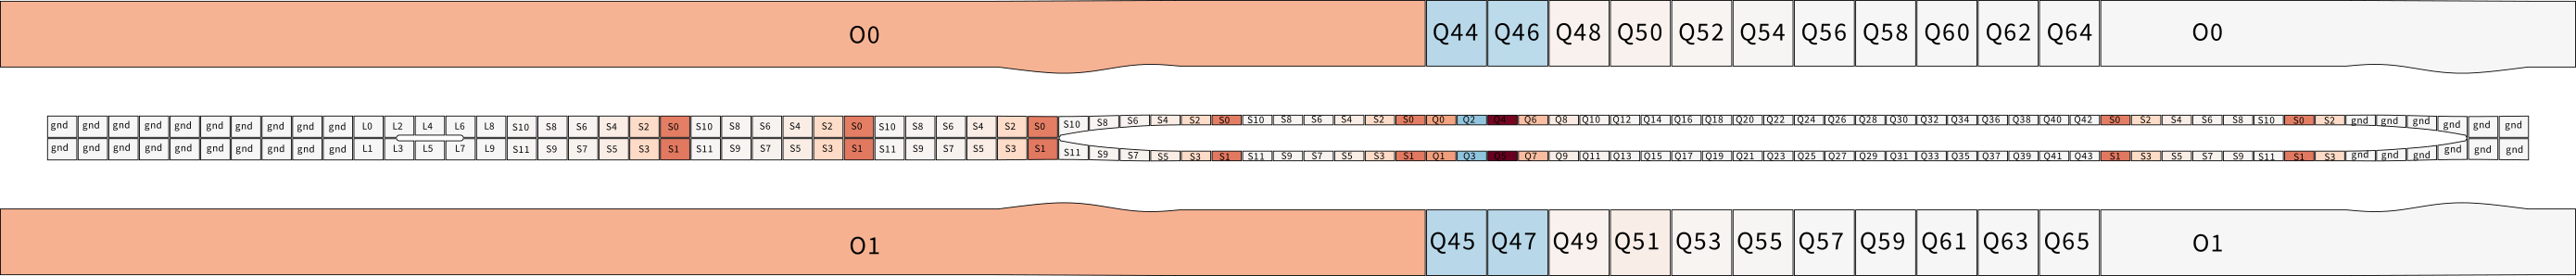 O0 Q44 Q46 Q48 Q50 Q52 Q54 Q56 Q58 Q60 Q62 Q64 O0
gnd gnd gnd gnd gnd gnd gnd gnd gnd gnd L0 L2 L4 L6 L8 S10 S8 S6 S4 S2 S0 S10 S8 S6 S4 S2 S0 S10 S8 S6 S4 S2 S0 S10 S8 S6 S4 S2 S0 S10 S8 S6 S4 S2 S0 Q0 Q2 Q4 Q6 Q8 Q10 Q12 Q14 Q16 Q18 Q20 Q22 Q24 Q26 Q28 Q30 Q32 Q34 Q36 Q38 Q40 Q42 S0 S2 S4 S6 S8 S10 S0 S2 gnd gnd gnd gnd gnd gnd
gnd gnd gnd gnd gnd gnd gnd gnd gnd gnd L1 L3 L5 L7 L9 S11 S9 S7 S5 S3 S1 S11 S9 S7 S5 S3 S1 S11 S9 S7 S5 S3 S1 S11 S9 S7 S5 S3 S1 S11 S9 S7 S5 S3 S1 Q1 Q3 Q5 Q7 Q9 Q11 Q13 Q15 Q17 Q19 Q21 Q23 Q25 Q27 Q29 Q31 Q33 Q35 Q37 Q39 Q41 Q43 S1 S3 S5 S7 S9 S11 S1 S3 gnd gnd gnd gnd gnd gnd
O1 Q45 Q47 Q49 Q51 Q53 Q55 Q57 Q59 Q61 Q63 Q65 O1